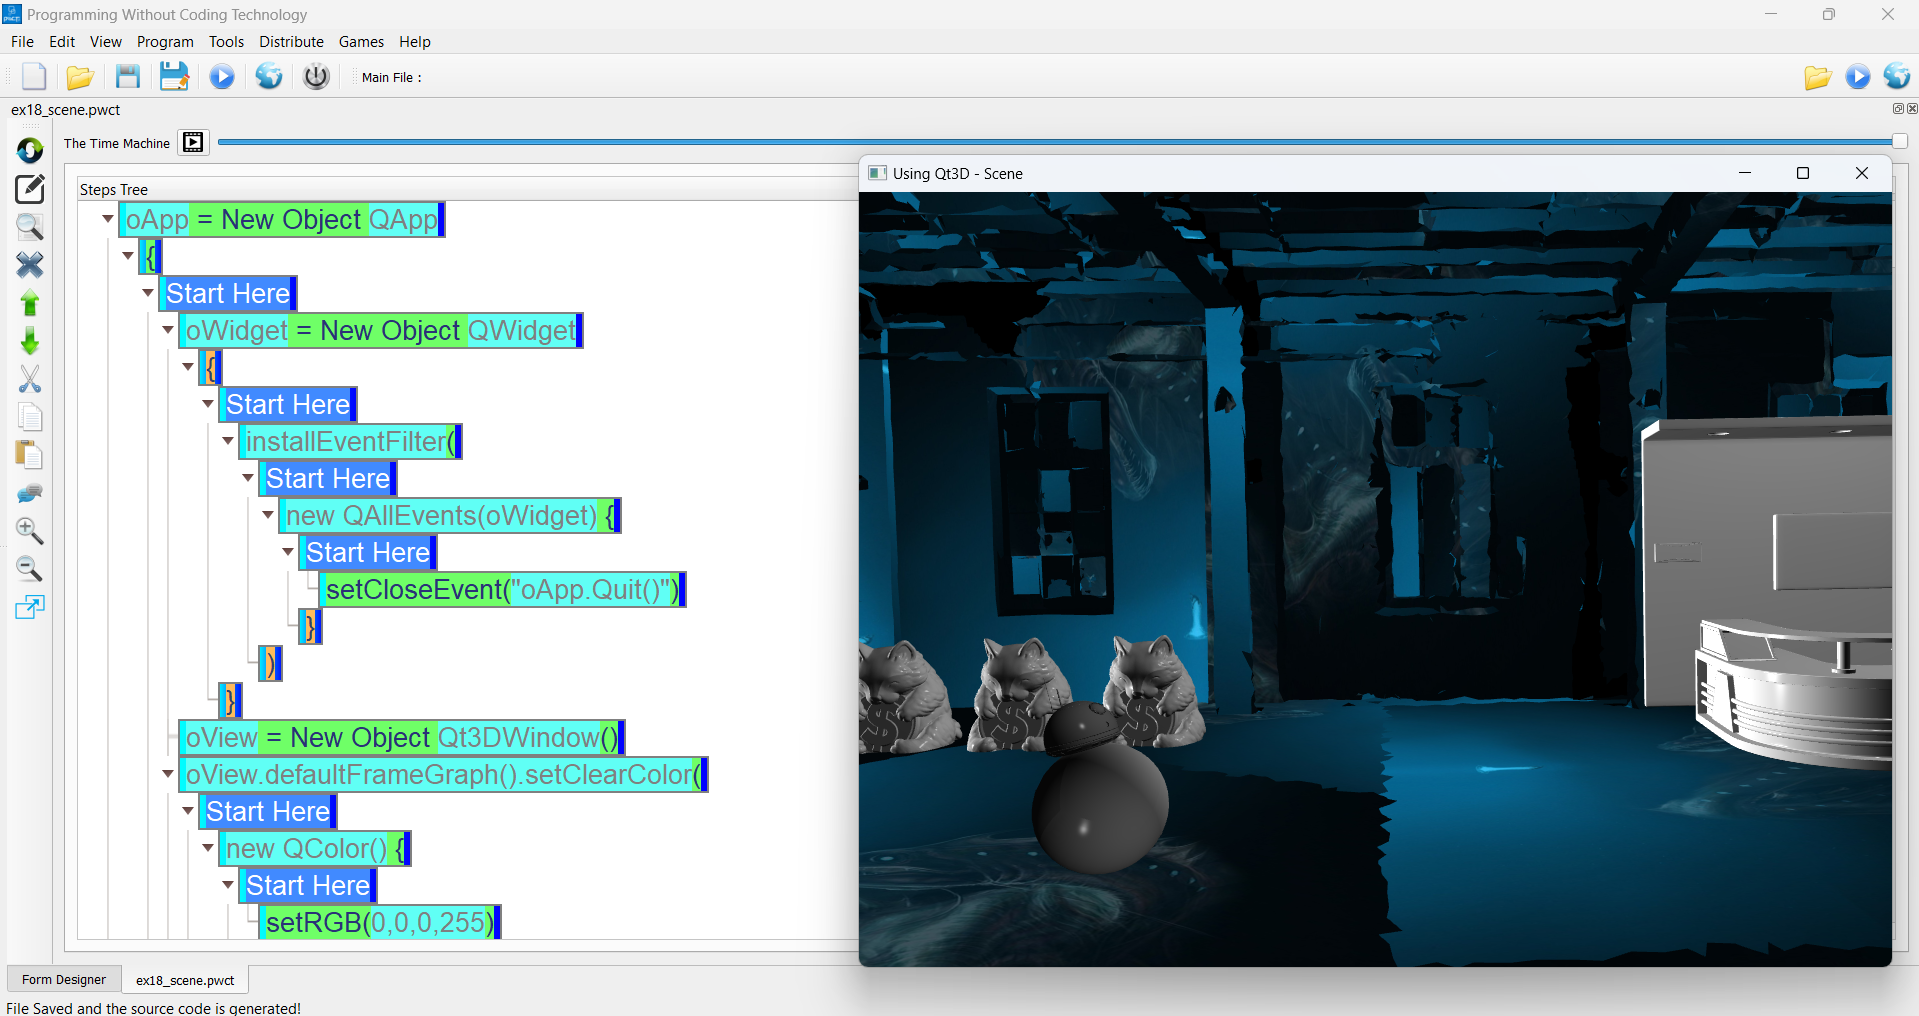 Programming Without Coding Technology
File Edit View Program Tools Distribute Games Help
Main File :
ex18_scene.pwct
The Time Machine
Steps Tree
oApp = New Object QApp
{
Start Here
oWidget = New Object QWidget
{
Start Here
installEventFilter(
Start Here
new QAllEvents(oWidget) {
Start Here
setCloseEvent("oApp.Quit()")
}
)
}
oView = New Object Qt3DWindow()
oView.defaultFrameGraph().setClearColor(
Start Here
new QColor() {
Start Here
setRGB(0,0,0,255)
Using Qt3D - Scene
$ $ $
Form Designer ex18_scene.pwct
File Saved and the source code is generated!